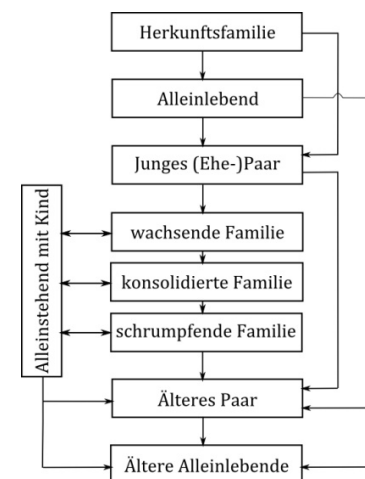 Herkunftsfamilie
Alleinlebend
Junges (Ehe-)Paar
Alleinstehend mit Kind
wachsende Familie
konsolidierte Familie
schrumpfende Familie
Älteres Paar
Ältere Alleinlebende